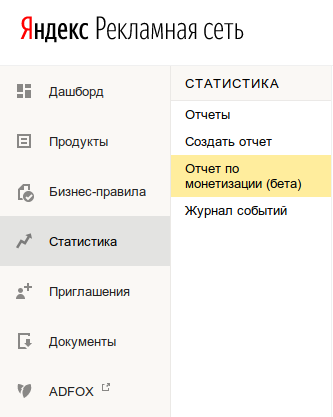 Яндекс Рекламная сеть
Дашборд
Продукты
Бизнес-правила
Статистика
Приглашения
Документы
ADFOX
СТАТИСТИКА
Отчеты
Создать отчет
Отчет по
монетизации (бета)
Журнал событий